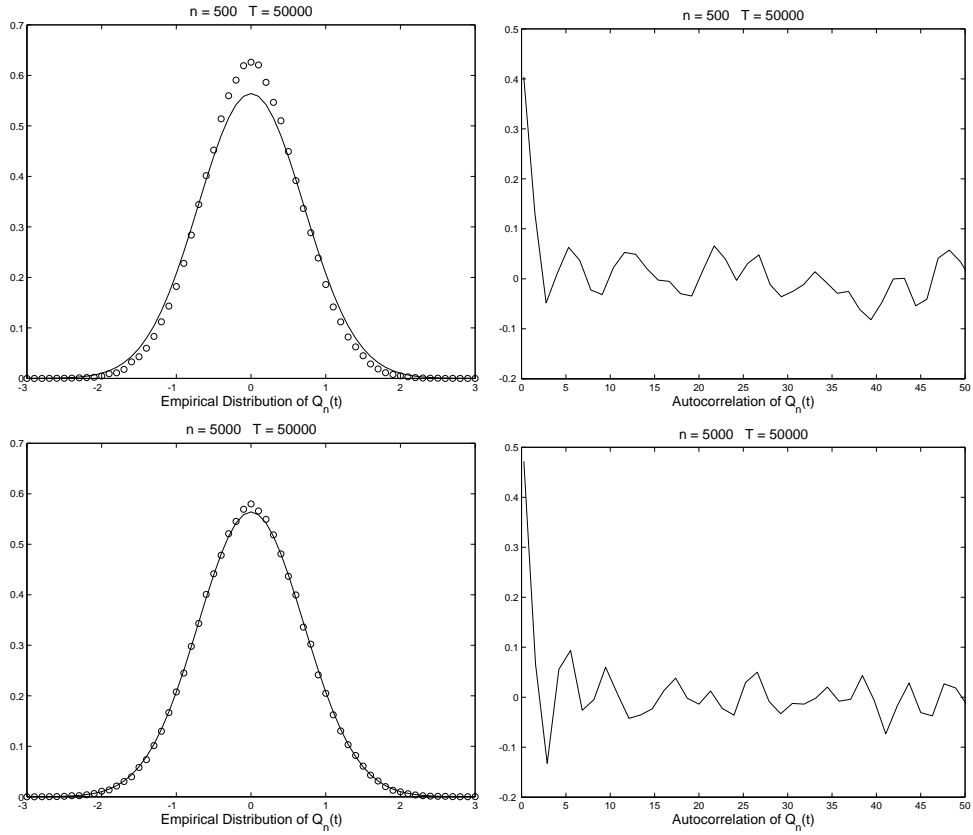 n = 500 T = 50000
0.7
0.6
0.5
0.4
0.3
0.2
0.1
0
-3 -2 -1 0 1 2 3
Empirical Distribution of Q_n(t)
n = 500 T = 50000
0.5
0.4
0.3
0.2
0.1
0
-0.1
-0.2
0 5 10 15 20 25 30 35 40 45 50
Autocorrelation of Q_n(t)
n = 5000 T = 50000
0.7
0.6
0.5
0.4
0.3
0.2
0.1
0
-3 -2 -1 0 1 2 3
Empirical Distribution of Q_n(t)
n = 5000 T = 50000
0.5
0.4
0.3
0.2
0.1
0
-0.1
-0.2
0 5 10 15 20 25 30 35 40 45 50
Autocorrelation of Q_n(t)